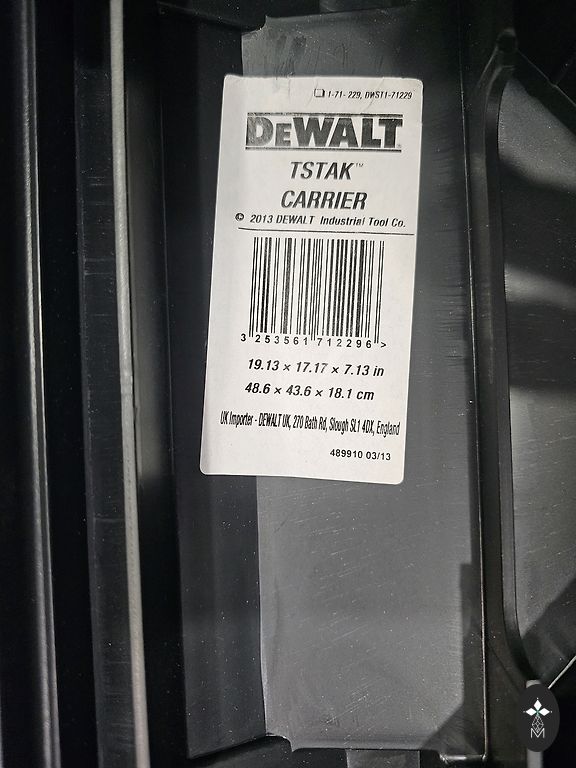 1-71-229, DWST1-71229
DEWALT
TSTAK™
CARRIER
© 2013 DEWALT Industrial Tool Co.
3 253561 712296 >
19.13 × 17.17 × 7.13 in
48.6 × 43.6 × 18.1 cm
UK Importer - DEWALT UK, 270 Bath Rd, Slough SL1 4DX, England
489910 03/13
M